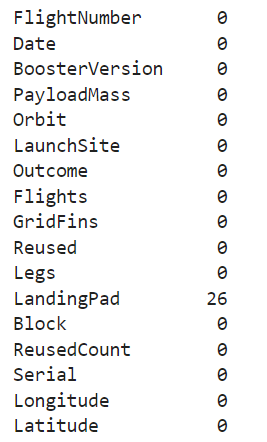 FlightNumber 0
Date 0
BoosterVersion 0
PayloadMass 0
Orbit 0
LaunchSite 0
Outcome 0
Flights 0
GridFins 0
Reused 0
Legs 0
LandingPad 26
Block 0
ReusedCount 0
Serial 0
Longitude 0
Latitude 0